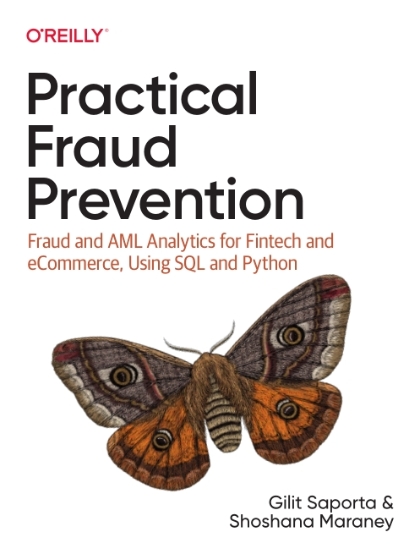 O'REILLY®
Practical
Fraud
Prevention
Fraud and AML Analytics for Fintech and
eCommerce, Using SQL and Python
Gilit Saporta &
Shoshana Maraney